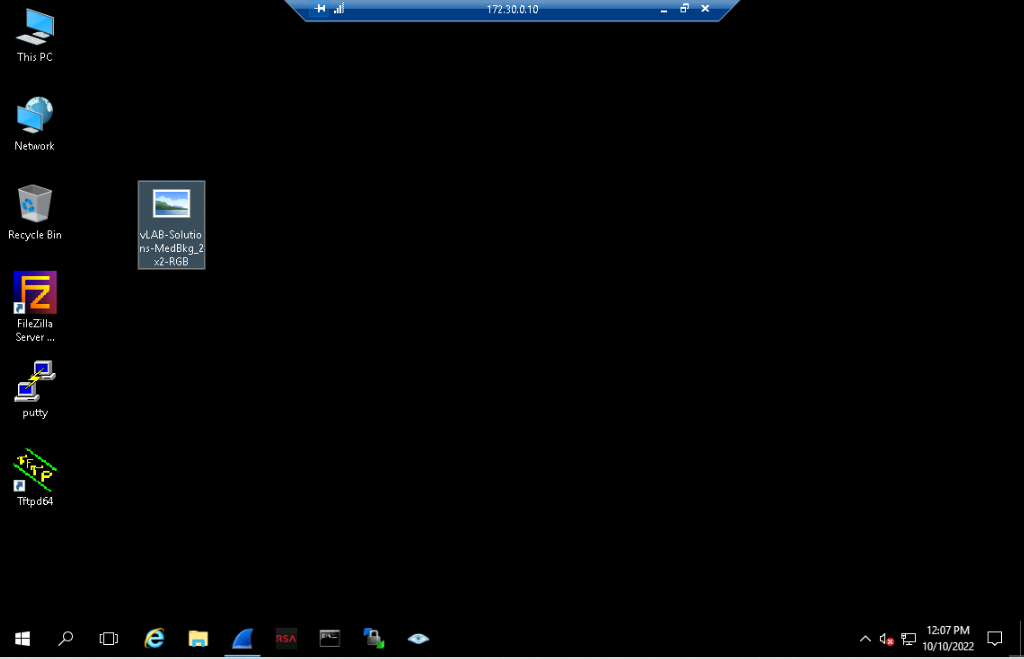 172.30.0.10
This PC
Network
Recycle Bin
vLAB-Solutio
ns-MedBkg_2
x2-RGB
FileZilla
Server ...
putty
TFTP
Tftpd64
RSA
12:07 PM
10/10/2022